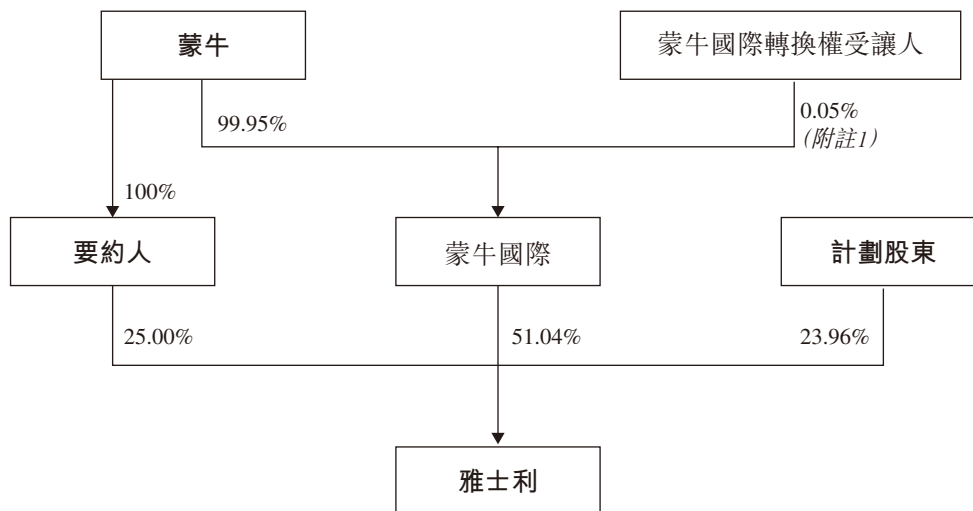 蒙牛
蒙牛國際轉換權受讓人
99.95%
0.05%
(附註1)
100%
要約人
蒙牛國際
計劃股東
25.00%
51.04%
23.96%
雅士利